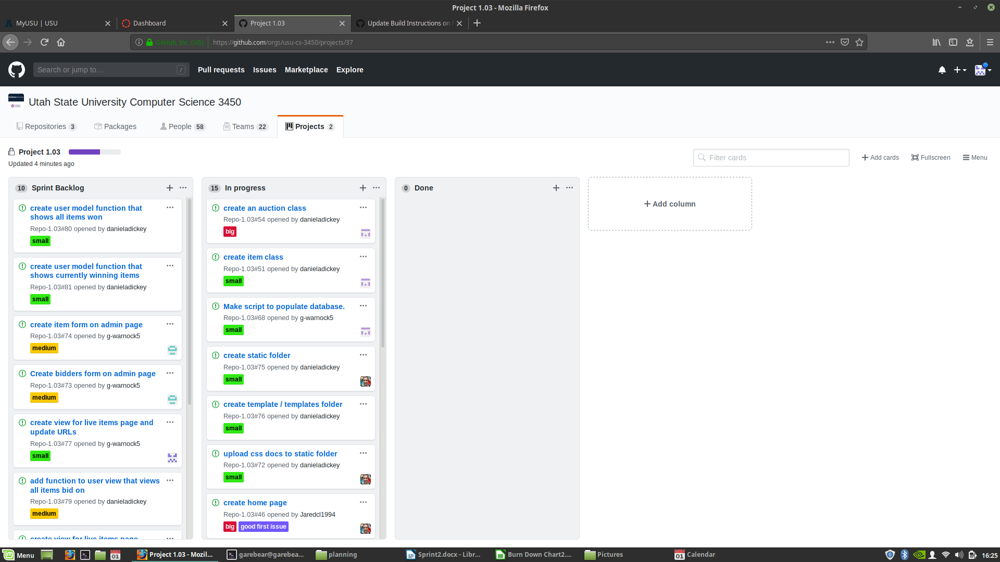 Project 1.03 - Mozilla Firefox
MyUSU | USU
Dashboard
Project 1.03
Update Build Instructions on
GitHub, Inc. (US)
https://github.com/orgs/usu-cs-3450/projects/37
Search or jump to…
/
Pull requests
Issues
Marketplace
Explore
Utah State University Computer Science 3450
Repositories 3
Packages
People 58
Teams 22
Projects 2
Project 1.03
Updated 4 minutes ago
Filter cards
Add cards
Fullscreen
Menu
10 Sprint Backlog
create user model function that
shows all items won
Repo-1.03#80 opened by danieladickey
small
create user model function that
shows currently winning items
Repo-1.03#81 opened by danieladickey
small
create item form on admin page
Repo-1.03#74 opened by g-warnock5
medium
Create bidders form on admin page
Repo-1.03#73 opened by g-warnock5
medium
create view for live items page and
update URLs
Repo-1.03#77 opened by g-warnock5
small
add function to user view that views
all items bid on
Repo-1.03#79 opened by danieladickey
medium
create view for live items page
15 In progress
create an auction class
Repo-1.03#54 opened by danieladickey
big
create item class
Repo-1.03#51 opened by danieladickey
small
Make script to populate database.
Repo-1.03#68 opened by g-warnock5
small
create static folder
Repo-1.03#75 opened by danieladickey
small
create template / templates folder
Repo-1.03#76 opened by danieladickey
small
upload css docs to static folder
Repo-1.03#72 opened by danieladickey
small
create home page
Repo-1.03#46 opened by Jaredcl1994
big good first issue
0 Done
Add column
Menu
01
Project 1.03 - Mozil...
garebear@garebea...
planning
Sprint2.docx - Libr...
Burn Down Chart2....
Pictures
01
Calendar
16:25